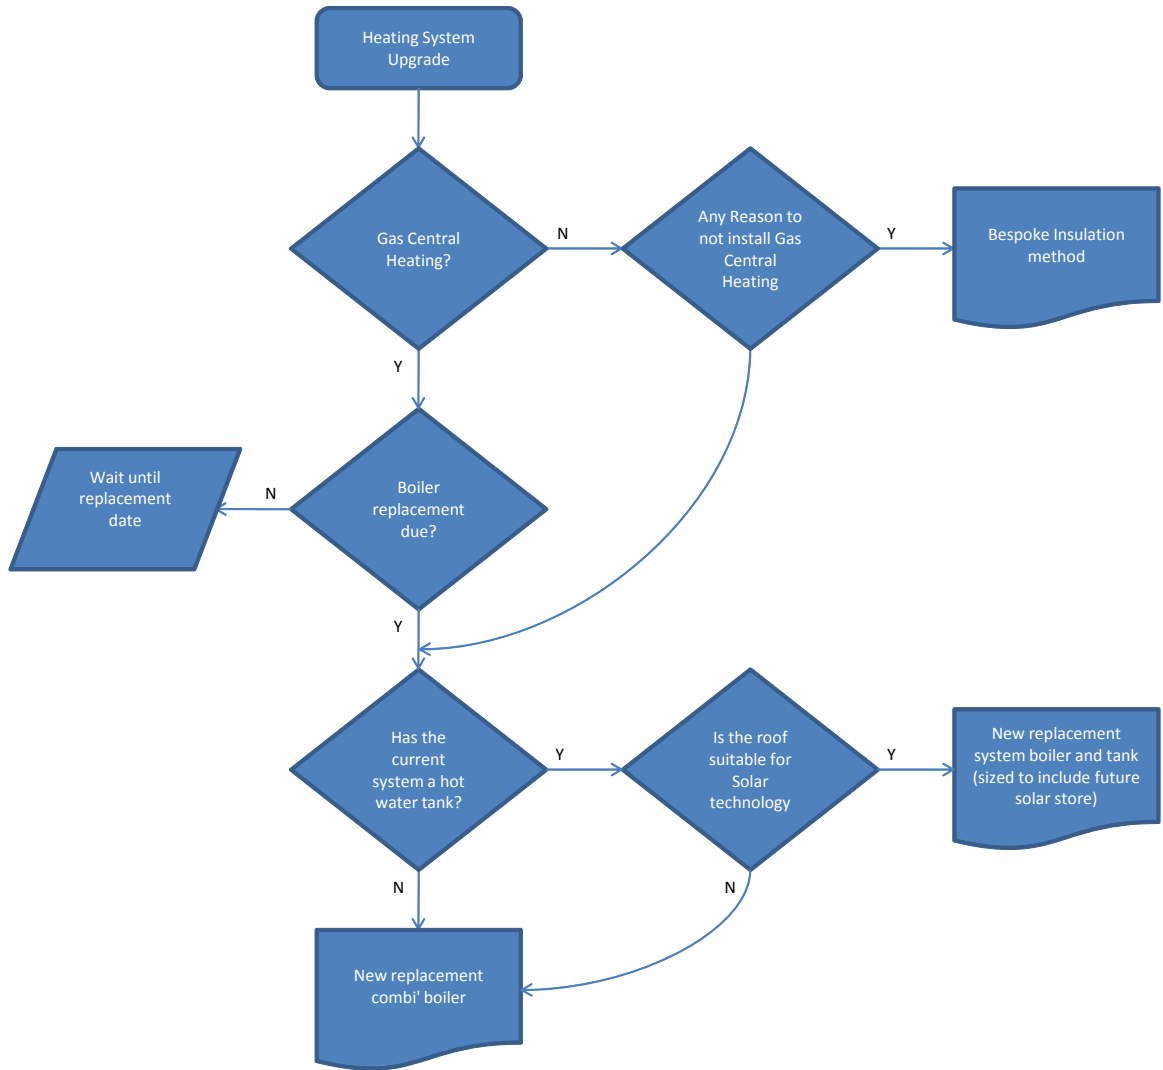 Heating System
Upgrade
Gas Central
Heating?
N
Any Reason to
not install Gas
Central
Heating
Y
Bespoke Insulation
method
Y
Wait until
replacement
date
N
Boiler
replacement
due?
Y
Has the
current
system a hot
water tank?
Y
Is the roof
suitable for
Solar
technology
Y
New replacement
system boiler and tank
(sized to include future
solar store)
N
N
New replacement
combi' boiler